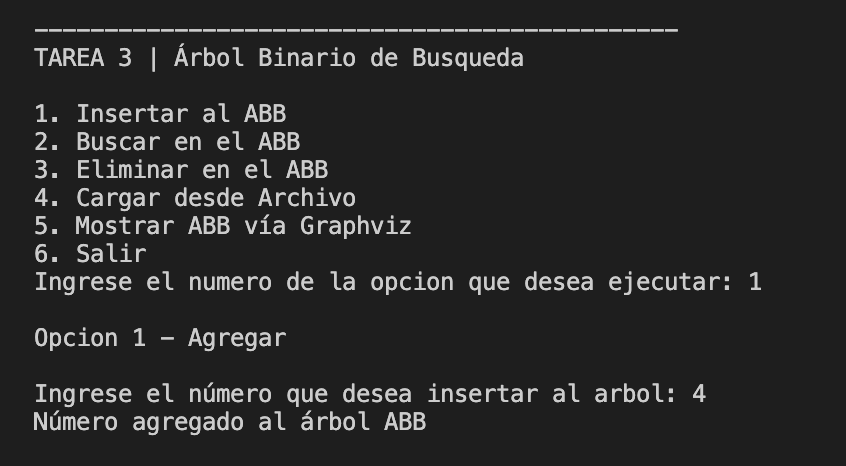 ----------------------------------------------
TAREA 3 | Árbol Binario de Busqueda
1. Insertar al ABB
2. Buscar en el ABB
3. Eliminar en el ABB
4. Cargar desde Archivo
5. Mostrar ABB vía Graphviz
6. Salir
Ingrese el numero de la opcion que desea ejecutar: 1
Opcion 1 - Agregar
Ingrese el número que desea insertar al arbol: 4
Número agregado al árbol ABB